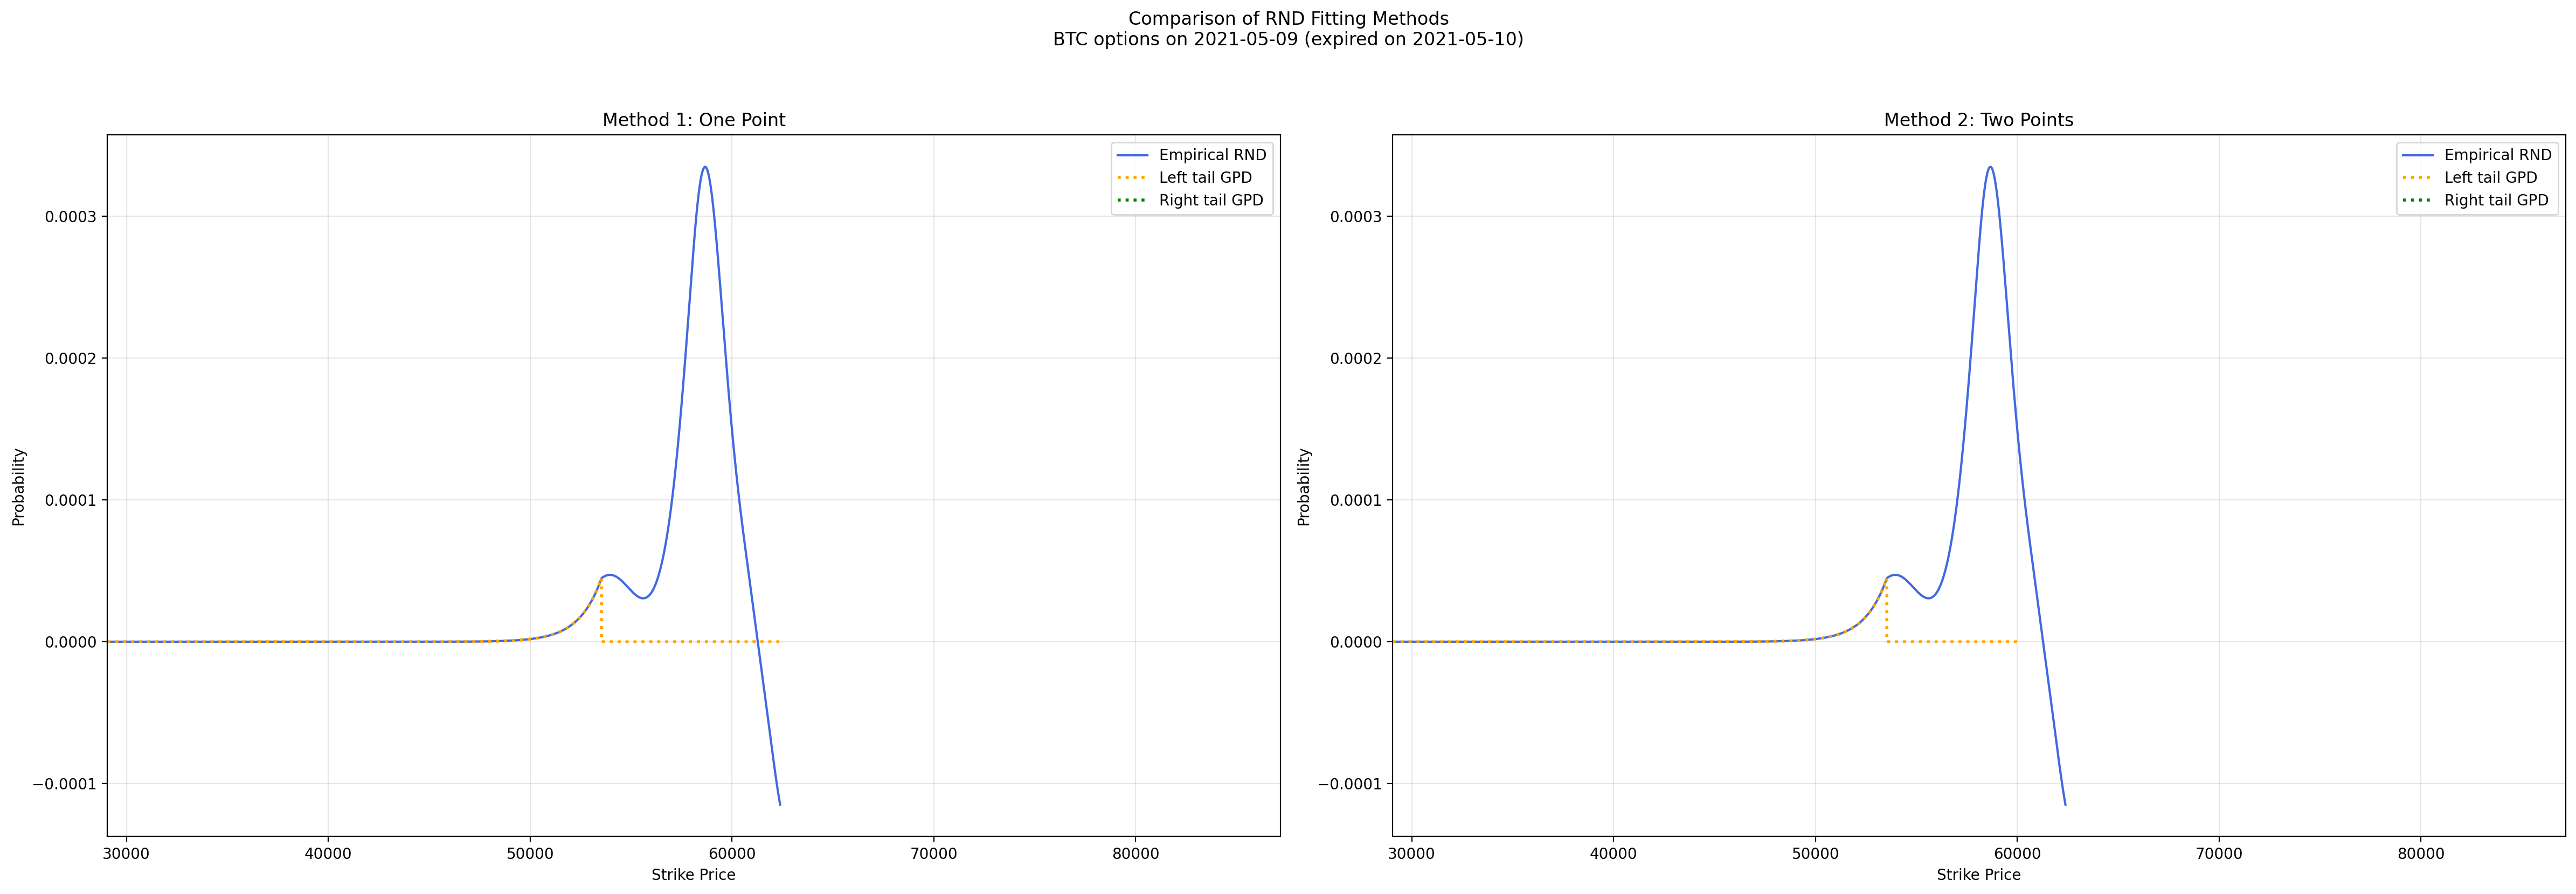 Comparison of RND Fitting Methods
BTC options on 2021-05-09 (expired on 2021-05-10)
Method 1: One Point
Empirical RND
Left tail GPD
Right tail GPD
0.0003
0.0002
0.0001
0.0000
−0.0001
Probability
30000
40000
50000
60000
70000
80000
Strike Price
Method 2: Two Points
Empirical RND
Left tail GPD
Right tail GPD
0.0003
0.0002
0.0001
0.0000
−0.0001
Probability
30000
40000
50000
60000
70000
80000
Strike Price